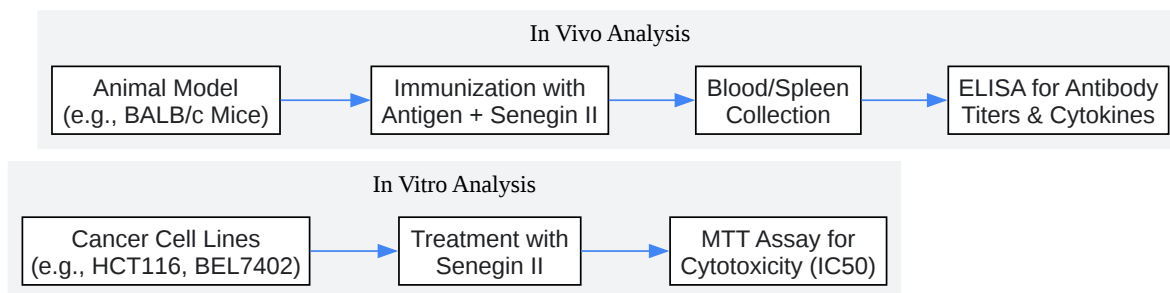 In Vivo Analysis
Animal Model
(e.g., BALB/c Mice)
Immunization with
Antigen + Senegin II
Blood/Spleen
Collection
ELISA for Antibody
Titers & Cytokines
In Vitro Analysis
Cancer Cell Lines
(e.g., HCT116, BEL7402)
Treatment with
Senegin II
MTT Assay for
Cytotoxicity (IC50)